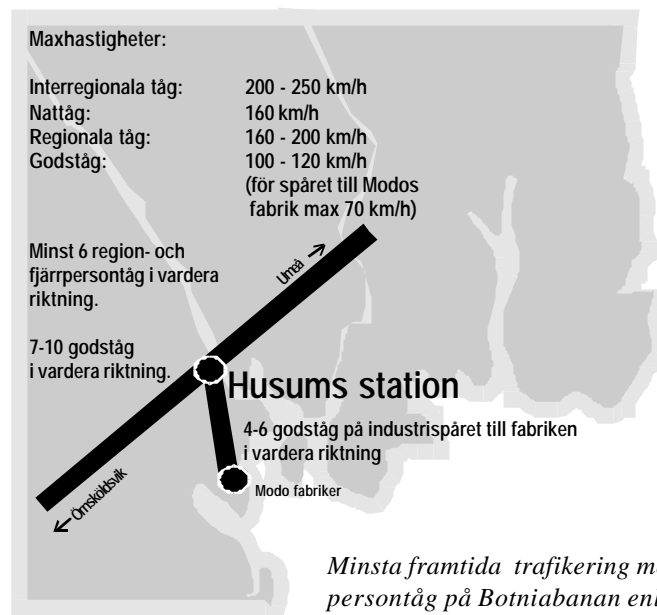 Maxhastigheter:
Interregionala tåg: 200 - 250 km/h
Nattåg: 160 km/h
Regionala tåg: 160 - 200 km/h
Godståg: 100 - 120 km/h
(för spåret till Modos
fabrik max 70 km/h)
Minst 6 region- och
fjärrpersontåg i vardera
riktning.
Umeå
7-10 godståg
i vardera riktning.
Husums station
4-6 godståg på industrispåret till fabriken
i vardera riktning
Modo fabriker
Örnsköldsvik
Minsta framtida trafikering m
persontåg på Botniabanan enl